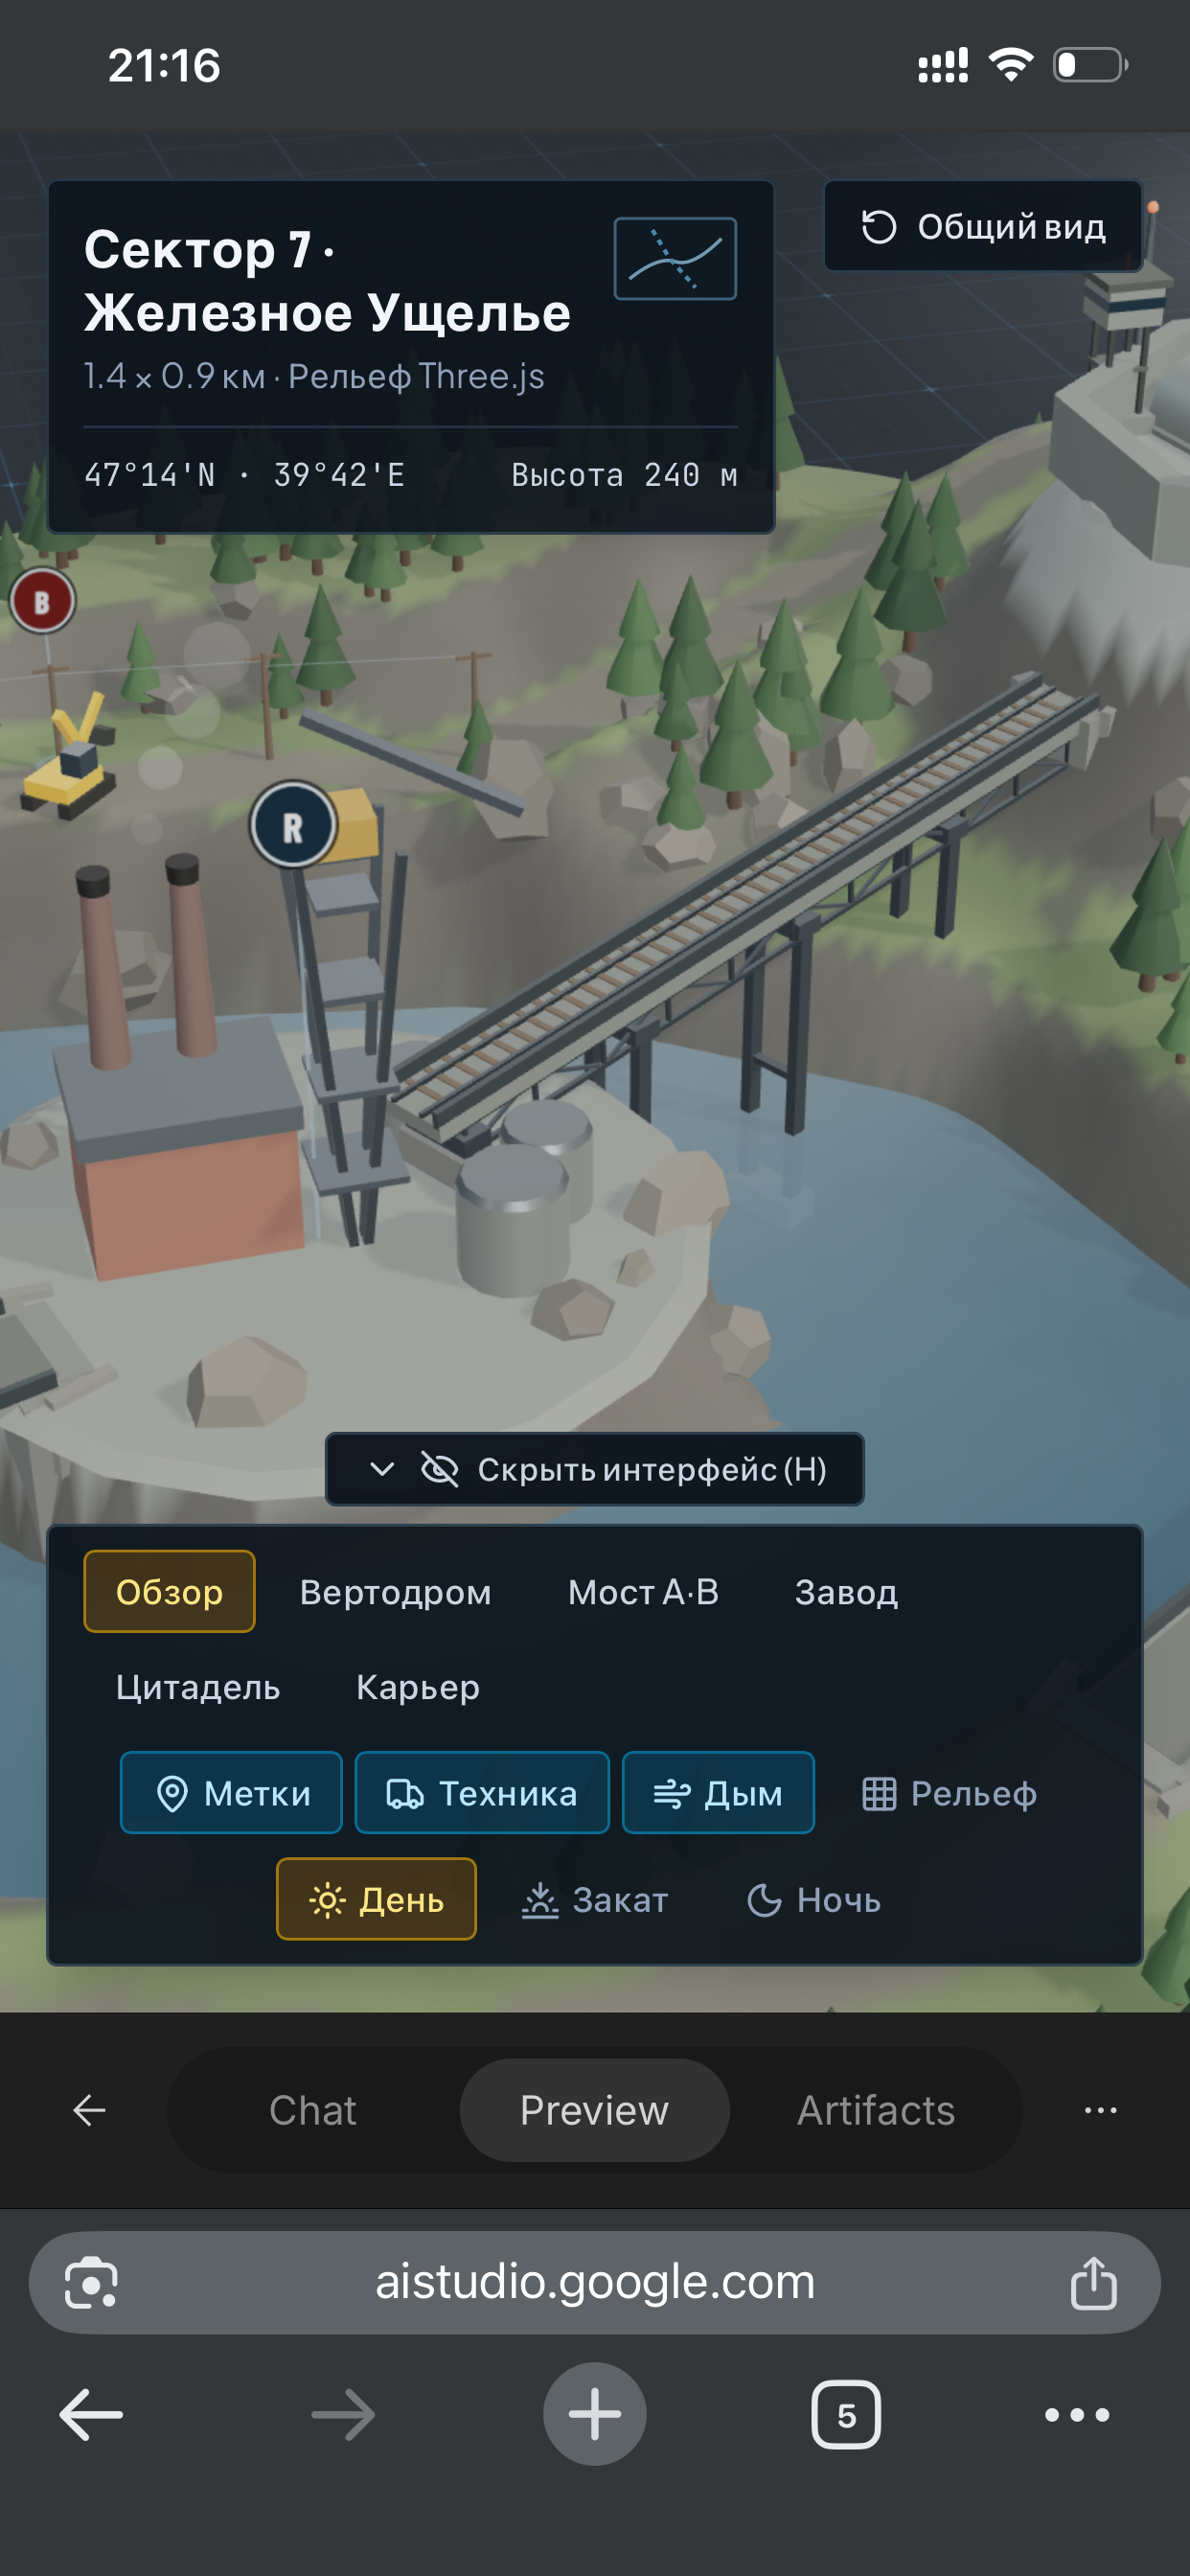 21:16
Сектор 7 ·
Железное Ущелье
1.4 × 0.9 км · Рельеф Three.js
47°14'N · 39°42'E Высота 240 м
Общий вид
B
R
Скрыть интерфейс (H)
Обзор Вертодром Мост A·B Завод
Цитадель Карьер
Метки Техника Дым Рельеф
День Закат Ночь
Chat Preview Artifacts
aistudio.google.com
5